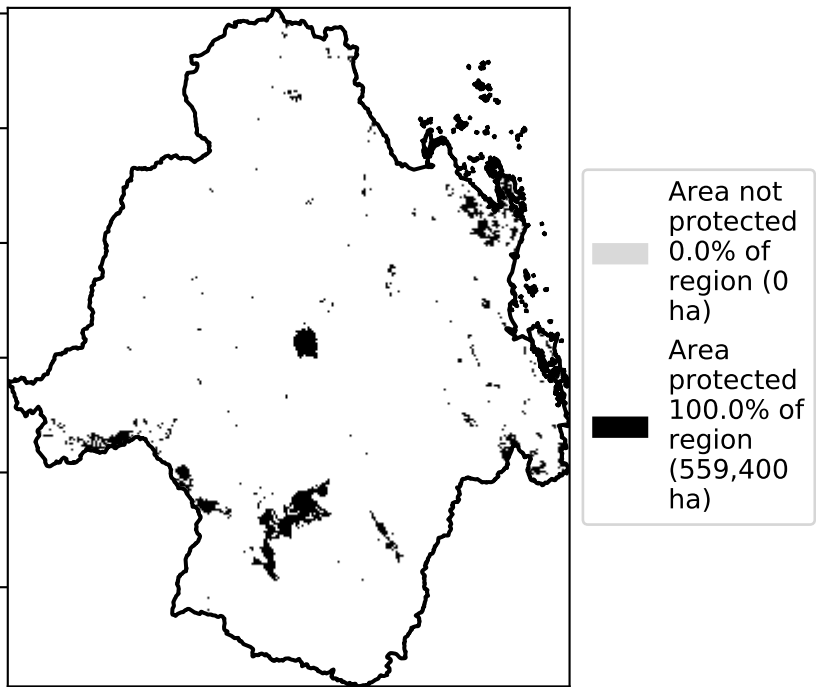 Area not
protected
0.0% of
region (0
ha)
Area
protected
100.0% of
region
(559,400
ha)